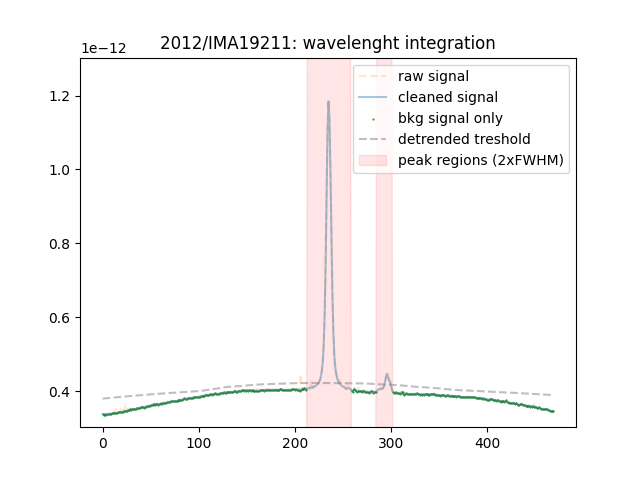 2012/IMA19211: wavelenght integration
1e−12
raw signal
cleaned signal
bkg signal only
detrended treshold
peak regions (2xFWHM)
1.2
1.0
0.8
0.6
0.4
0 100 200 300 400